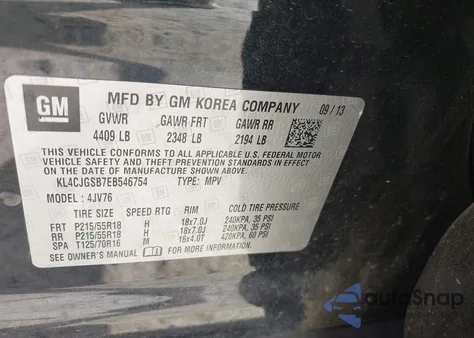 GM
MFD BY GM KOREA COMPANY 09/13
GVWR GAWR FRT GAWR RR
4409 LB 2348 LB 2194 LB
THIS VEHICLE CONFORMS TO ALL APPLICABLE U.S. FEDERAL MOTOR
VEHICLE SAFETY AND THEFT PREVENTION STANDARDS IN EFFECT
ON THE DATE OF MANUFACTURE SHOWN ABOVE.
KL4CJGSB7EB546754 TYPE: MPV
MODEL: 4JV76
TIRE SIZE SPEED RTG RIM COLD TIRE PRESSURE
FRT P215/55R18 H 18x7.0J 240KPA, 35 PSI
RR P215/55R18 H 18x7.0J 240KPA, 35 PSI
SPA T125/70R16 M 16x4.0T 420KPA, 60 PSI
SEE OWNER'S MANUAL FOR MORE INFORMATION.
autoSnap